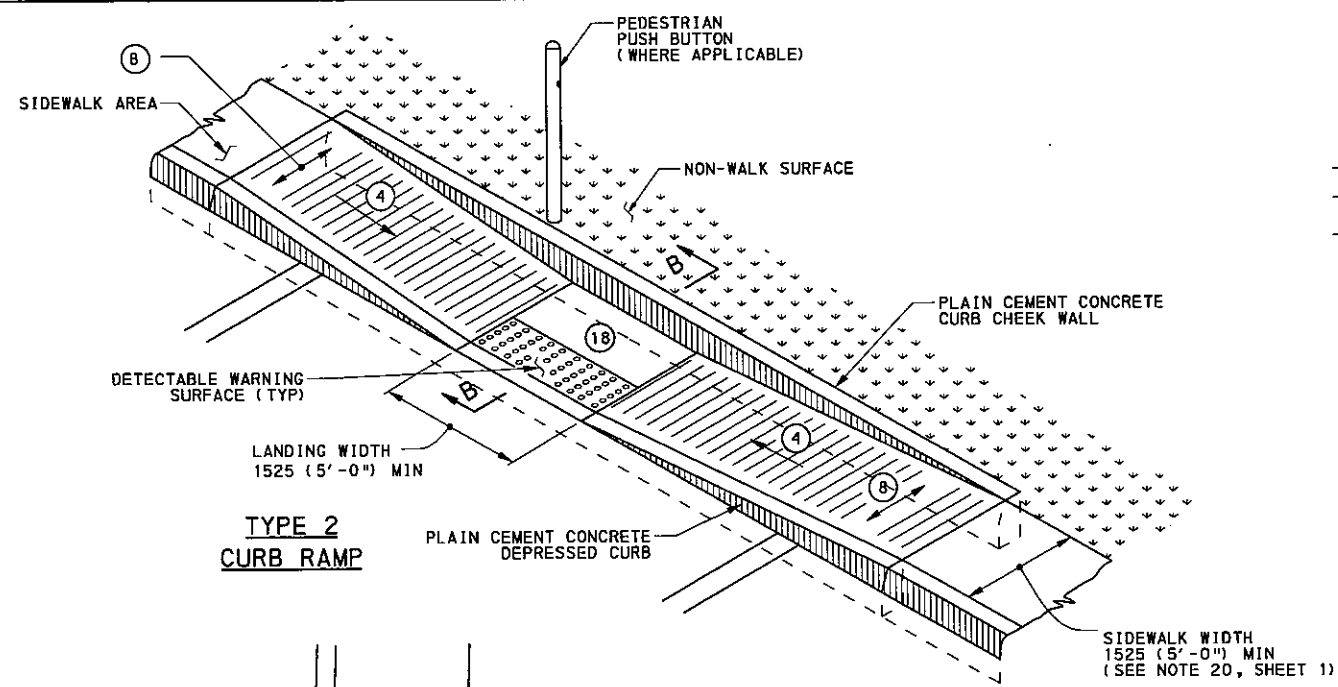 PEDESTRIAN
PUSH BUTTON
(WHERE APPLICABLE)
8
SIDEWALK AREA
4
NON-WALK SURFACE
B
PLAIN CEMENT CONCRETE
CURB CHEEK WALL
18
DETECTABLE WARNING
SURFACE (TYP)
B
LANDING WIDTH
1525 (5'-0") MIN
4
8
TYPE 2
CURB RAMP
PLAIN CEMENT CONCRETE
DEPRESSED CURB
SIDEWALK WIDTH
1525 (5'-0") MIN
(SEE NOTE 20, SHEET 1)